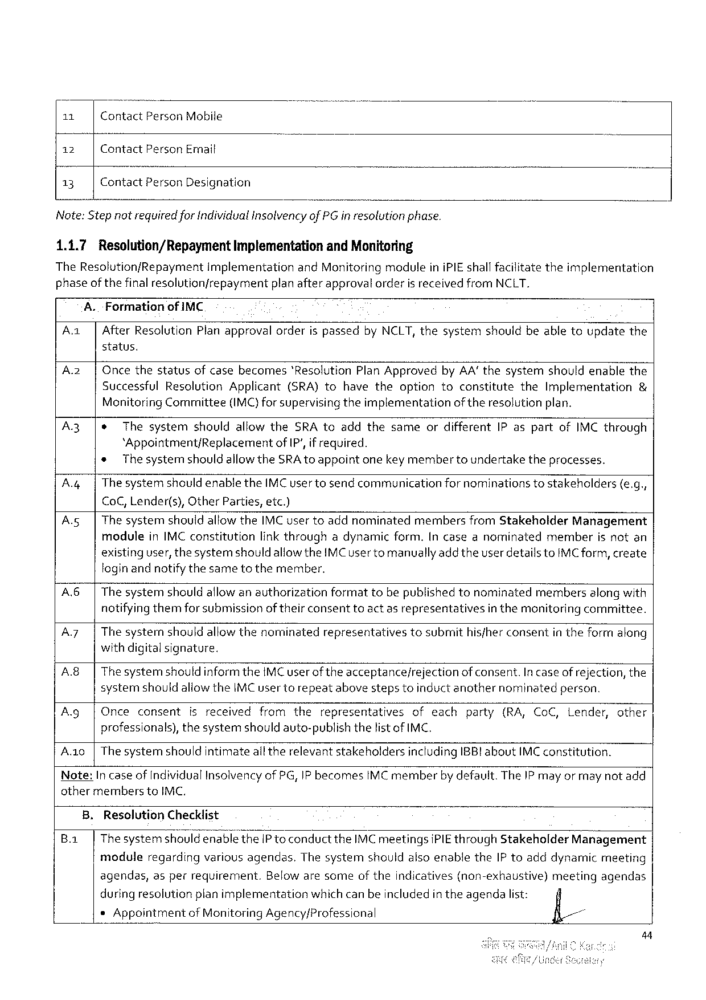 11 Contact Person Mobile
12 Contact Person Email
13 Contact Person Designation
Note: Step not required for Individual Insolvency of PG in resolution phase.
1.1.7 Resolution/Repayment Implementation and Monitoring
The Resolution/Repayment Implementation and Monitoring module in iPIE shall facilitate the implementation
phase of the final resolution/repayment plan after approval order is received from NCLT.
A. Formation of IMC
A.1 After Resolution Plan approval order is passed by NCLT, the system should be able to update the
status.
A.2 Once the status of case becomes 'Resolution Plan Approved by AA' the system should enable the
Successful Resolution Applicant (SRA) to have the option to constitute the Implementation &
Monitoring Committee (IMC) for supervising the implementation of the resolution plan.
A.3 • The system should allow the SRA to add the same or different IP as part of IMC through
'Appointment/Replacement of IP', if required.
• The system should allow the SRA to appoint one key member to undertake the processes.
A.4 The system should enable the IMC user to send communication for nominations to stakeholders (e.g.,
CoC, Lender(s), Other Parties, etc.)
A.5 The system should allow the IMC user to add nominated members from Stakeholder Management
module in IMC constitution link through a dynamic form. In case a nominated member is not an
existing user, the system should allow the IMC user to manually add the user details to IMC form, create
login and notify the same to the member.
A.6 The system should allow an authorization format to be published to nominated members along with
notifying them for submission of their consent to act as representatives in the monitoring committee.
A.7 The system should allow the nominated representatives to submit his/her consent in the form along
with digital signature.
A.8 The system should inform the IMC user of the acceptance/rejection of consent. In case of rejection, the
system should allow the IMC user to repeat above steps to induct another nominated person.
A.9 Once consent is received from the representatives of each party (RA, CoC, Lender, other
professionals), the system should auto-publish the list of IMC.
A.10 The system should intimate all the relevant stakeholders including IBBI about IMC constitution.
Note: In case of Individual Insolvency of PG, IP becomes IMC member by default. The IP may or may not add
other members to IMC.
B. Resolution Checklist
B.1 The system should enable the IP to conduct the IMC meetings iPIE through Stakeholder Management
module regarding various agendas. The system should also enable the IP to add dynamic meeting
agendas, as per requirement. Below are some of the indicatives (non-exhaustive) meeting agendas
during resolution plan implementation which can be included in the agenda list:
• Appointment of Monitoring Agency/Professional
44
/Anil C
/Under Secretary